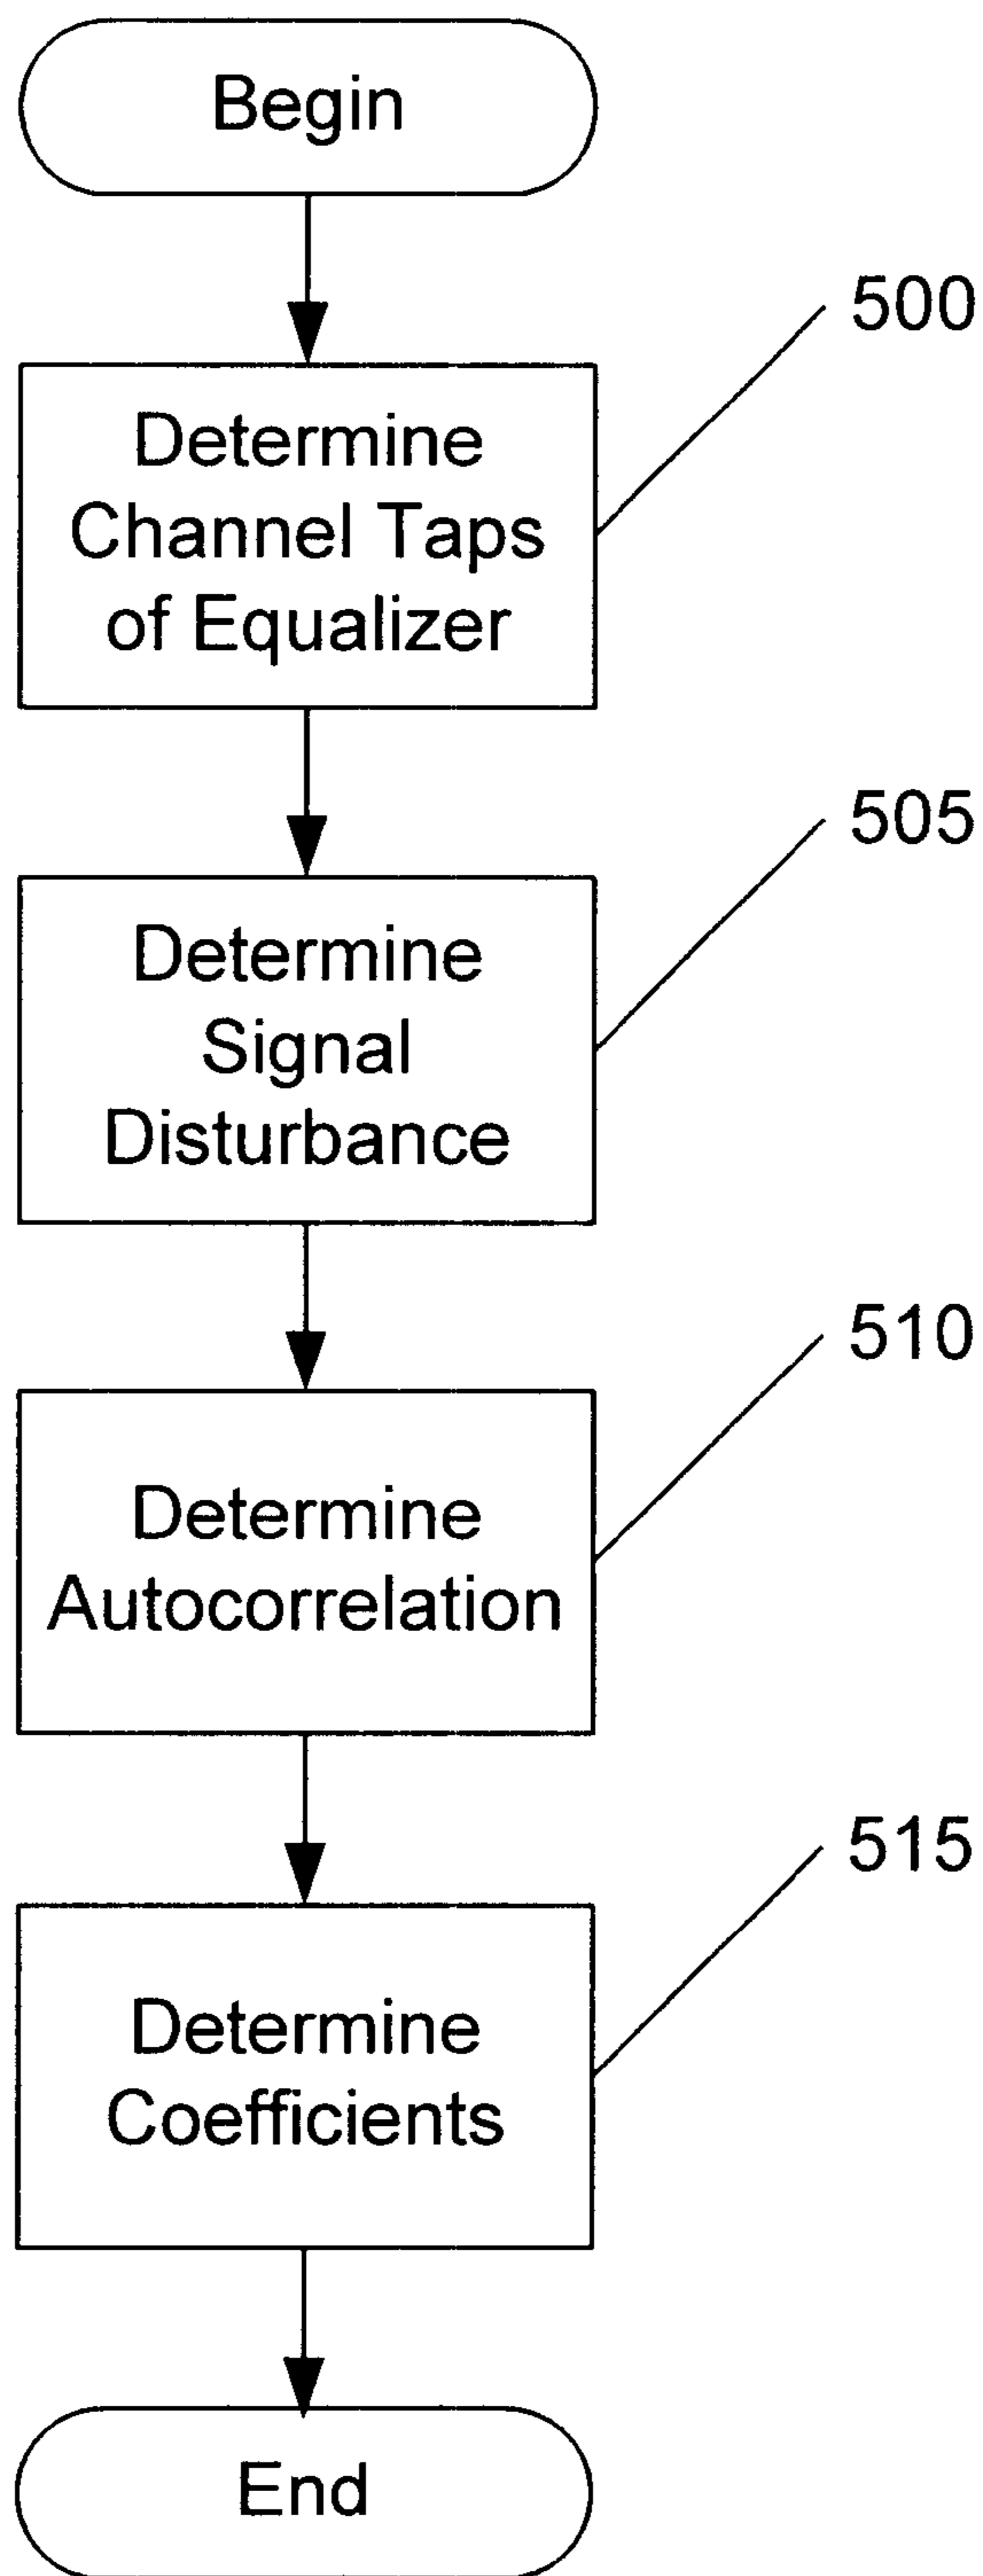 Begin
500
Determine
Channel Taps
of Equalizer
505
Determine
Signal
Disturbance
510
Determine
Autocorrelation
515
Determine
Coefficients
End